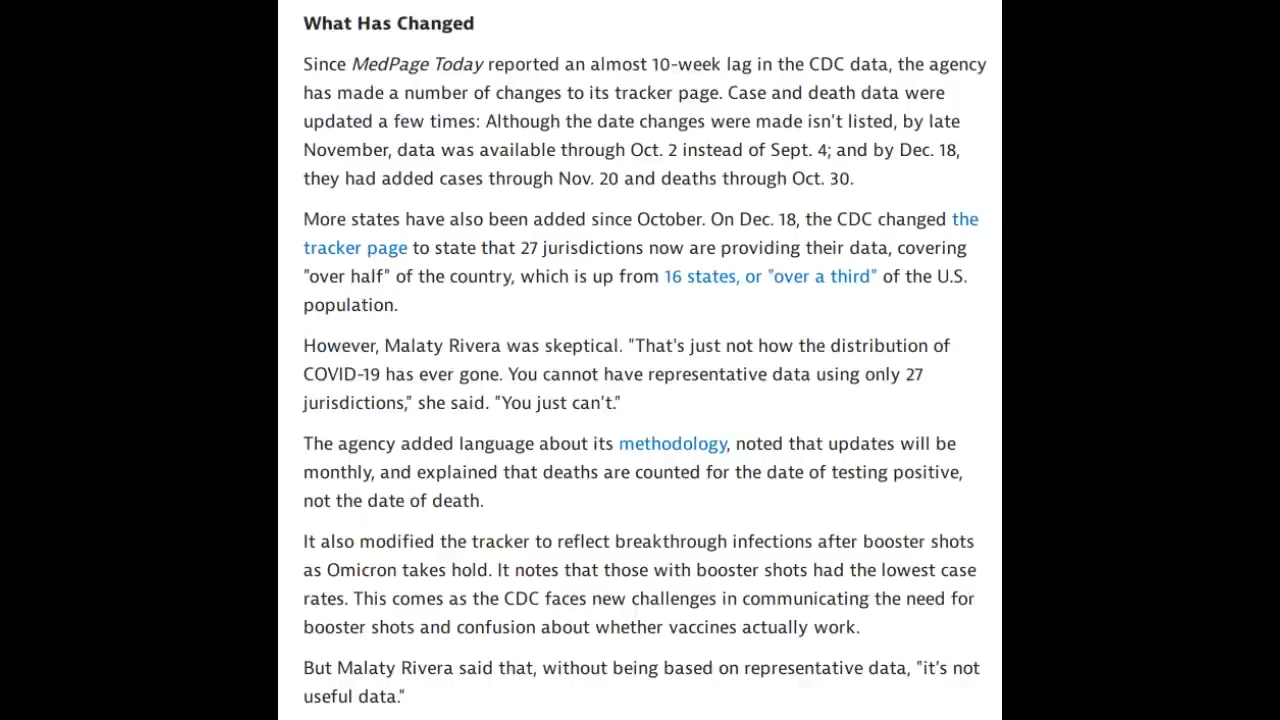 What Has Changed
Since MedPage Today reported an almost 10-week lag in the CDC data, the agency
has made a number of changes to its tracker page. Case and death data were
updated a few times: Although the date changes were made isn't listed, by late
November, data was available through Oct. 2 instead of Sept. 4; and by Dec. 18,
they had added cases through Nov. 20 and deaths through Oct. 30.
More states have also been added since October. On Dec. 18, the CDC changed the
tracker page to state that 27 jurisdictions now are providing their data, covering
"over half" of the country, which is up from 16 states, or "over a third" of the U.S.
population.
However, Malaty Rivera was skeptical. "That's just not how the distribution of
COVID-19 has ever gone. You cannot have representative data using only 27
jurisdictions," she said. "You just can't."
The agency added language about its methodology, noted that updates will be
monthly, and explained that deaths are counted for the date of testing positive,
not the date of death.
It also modified the tracker to reflect breakthrough infections after booster shots
as Omicron takes hold. It notes that those with booster shots had the lowest case
rates. This comes as the CDC faces new challenges in communicating the need for
booster shots and confusion about whether vaccines actually work.
But Malaty Rivera said that, without being based on representative data, "it's not
useful data."